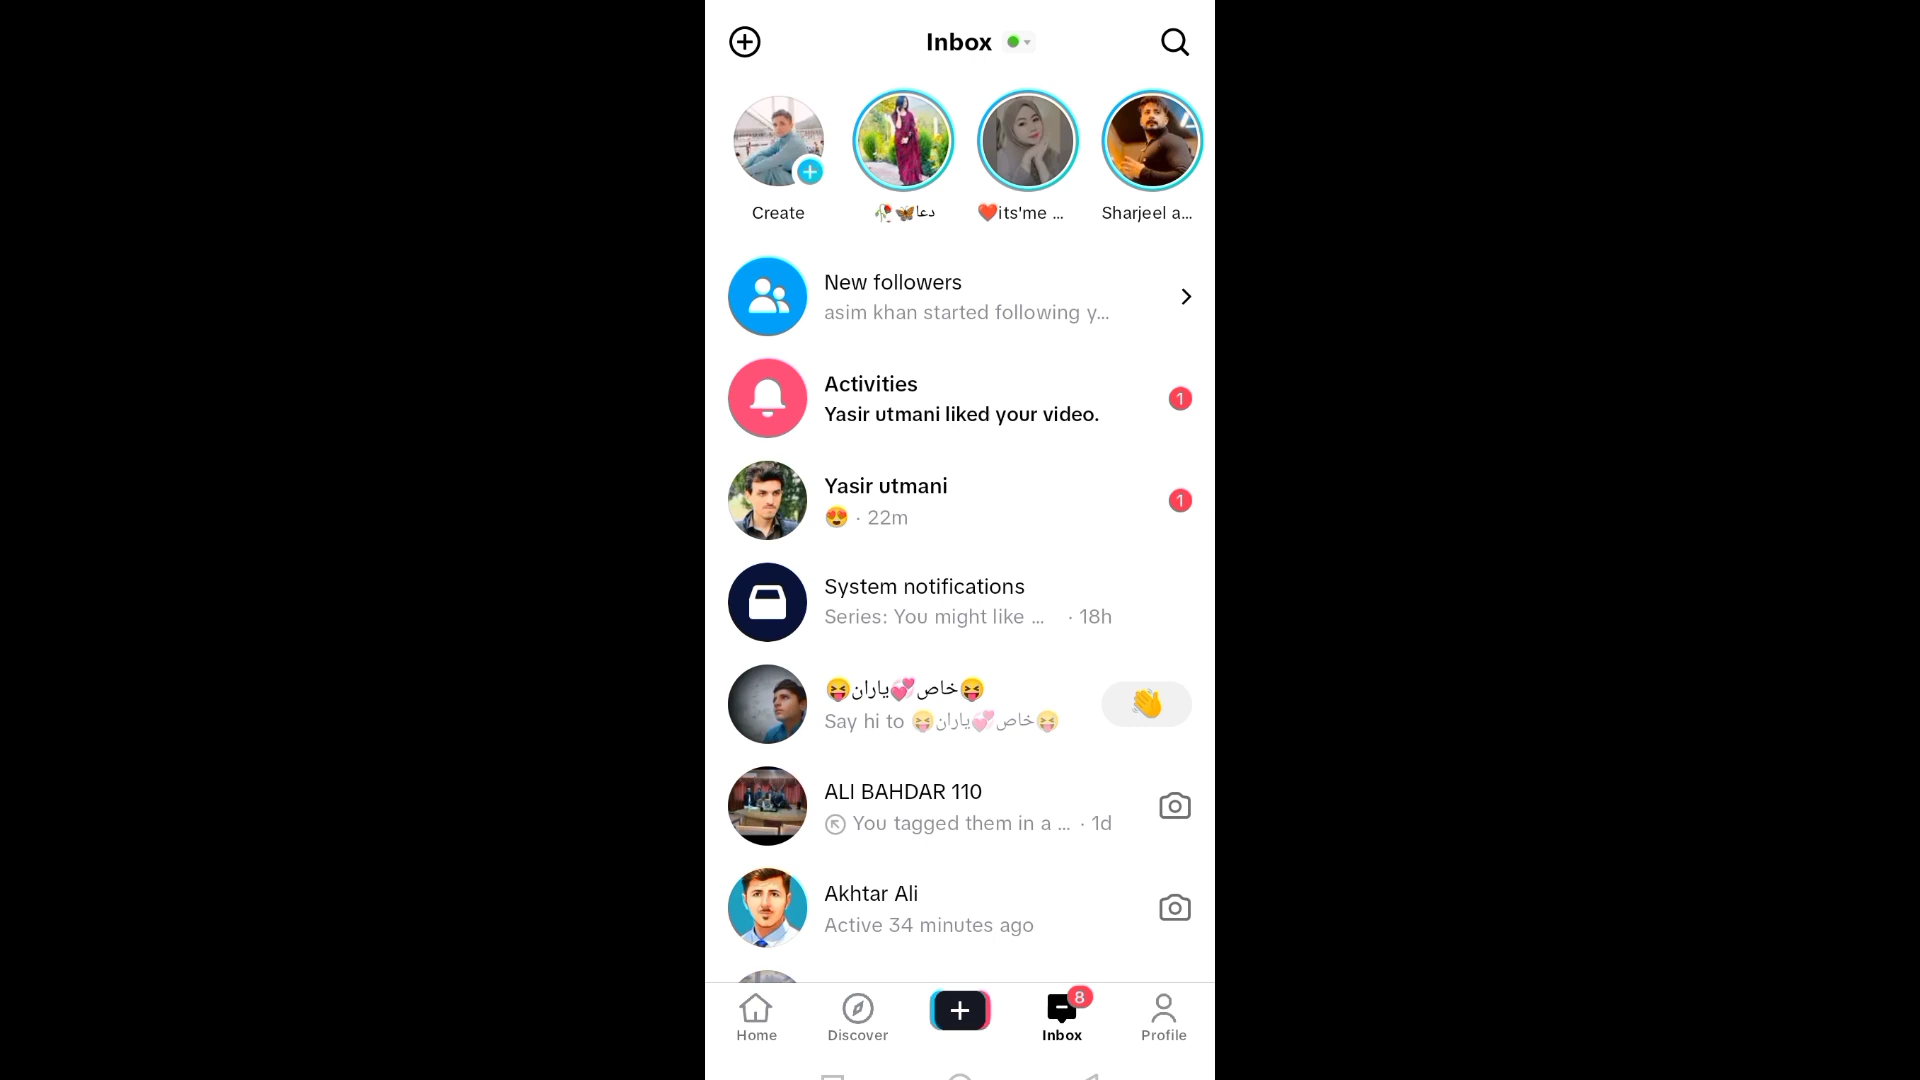 Inbox
Create
دعا🦋🥀
❤️its'me ...
Sharjeel a...
New followers
asim khan started following y...
Activities
Yasir utmani liked your video.
1
Yasir utmani
😍 · 22m
1
System notifications
Series: You might like ... · 18h
😝خاص💞یاران😝
Say hi to 😝خاص💞یاران😝
👋
ALI BAHDAR 110
You tagged them in a ... · 1d
Akhtar Ali
Active 34 minutes ago
8
Home
Discover
Inbox
Profile